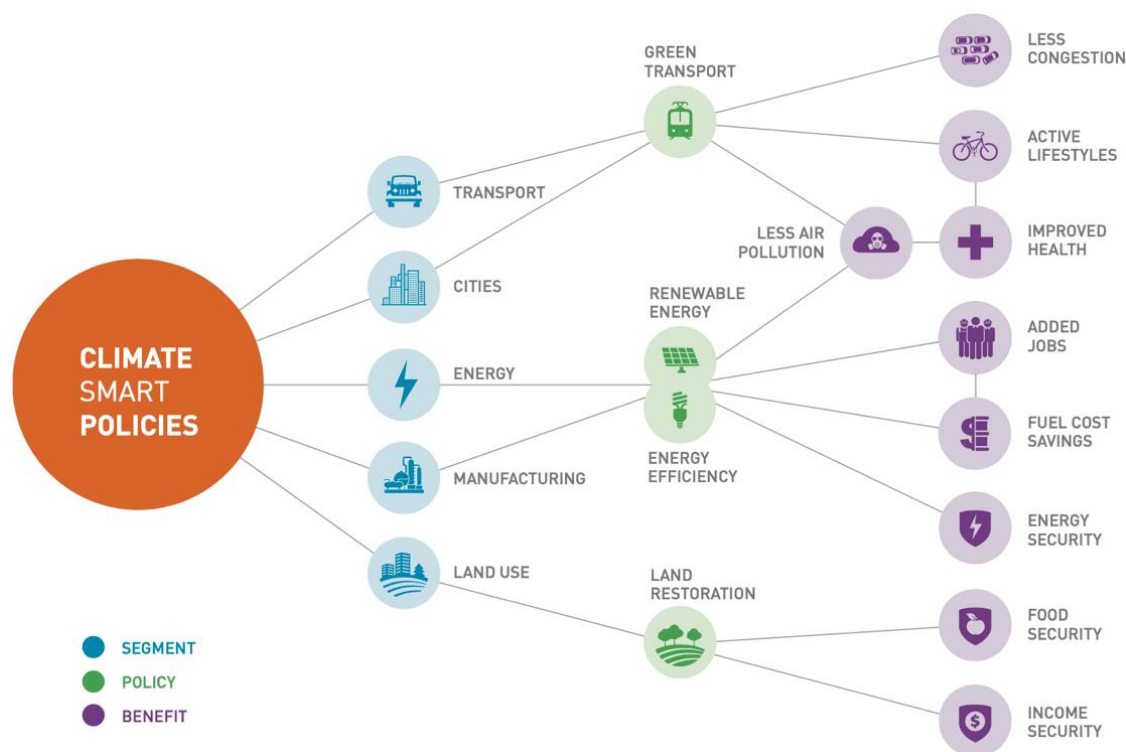 CLIMATE
SMART
POLICIES
TRANSPORT
CITIES
ENERGY
MANUFACTURING
LAND USE
GREEN
TRANSPORT
LESS AIR
POLLUTION
RENEWABLE
ENERGY
ENERGY
EFFICIENCY
LAND
RESTORATION
LESS
CONGESTION
ACTIVE
LIFESTYLES
IMPROVED
HEALTH
ADDED
JOBS
FUEL COST
SAVINGS
ENERGY
SECURITY
FOOD
SECURITY
INCOME
SECURITY
SEGMENT
POLICY
BENEFIT